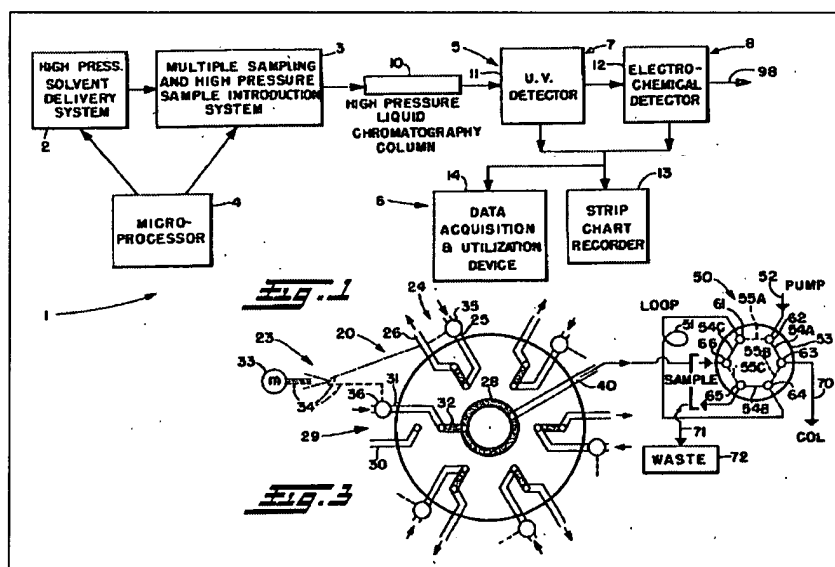 3
5
7
8
10
11
12
98
HIGH PRESS.
SOLVENT
DELIVERY
SYSTEM
MULTIPLE SAMPLING
AND HIGH PRESSURE
SAMPLE INTRODUCTION
SYSTEM
HIGH PRESSURE
LIQUID
CHROMATOGRAPHY
COLUMN
U.V.
DETECTOR
ELECTRO-
CHEMICAL
DETECTOR
2
4
MICRO-
PROCESSOR
6
14
13
DATA
ACQUISITION
& UTILIZATION
DEVICE
STRIP
CHART
RECORDER
1
Fig. 1
24
35
25
26
20
23
33
m
34
36
31
32
28
29
30
40
Fig. 3
50
52
PUMP
LOOP
51
61
55A
62
54A
54C
53
66
55B
63
55C
SAMPLE
65
54B
64
70
COL
71
WASTE
72